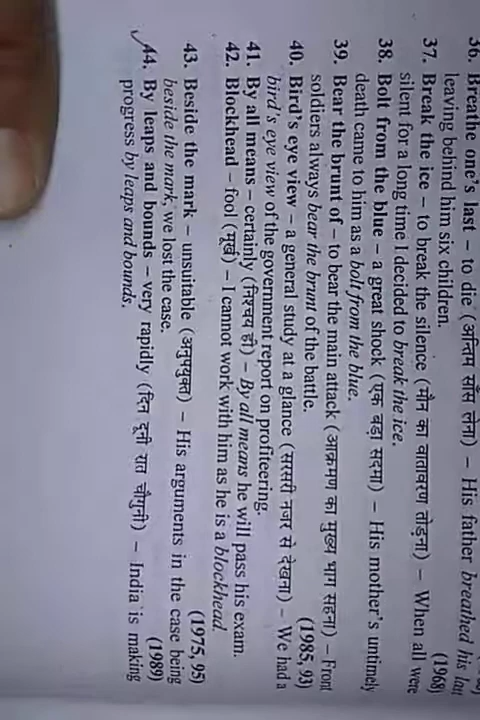 36. Breathe one's last – to die (अन्तिम साँस लेना) – His father breathed his last
leaving behind him six children. (1968)
37. Break the ice – to break the silence (मौन का वातावरण तोड़ना) – When all were
silent for a long time I decided to break the ice.
38. Bolt from the blue – a great shock (एक बड़ा सदमा) – His mother's untimely
death came to him as a bolt from the blue.
39. Bear the brunt of – to bear the main attack (आक्रमण का मुख्य भाग सहना) – Front
soldiers always bear the brunt of the battle. (1985, 93)
40. Bird's eye view – a general study at a glance (सरसरी नजर से देखना) – We had a
bird's eye view of the government report on profiteering.
41. By all means – certainly (निश्चय ही) – By all means he will pass his exam.
42. Blockhead – fool (मूर्ख) – I cannot work with him as he is a blockhead.
43. Beside the mark – unsuitable (अनुपयुक्त) – His arguments in the case being
beside the mark, we lost the case. (1975, 95)
44. By leaps and bounds – very rapidly (दिन दूनी रात चौगुनी) – India is making
progress by leaps and bounds. (1989)